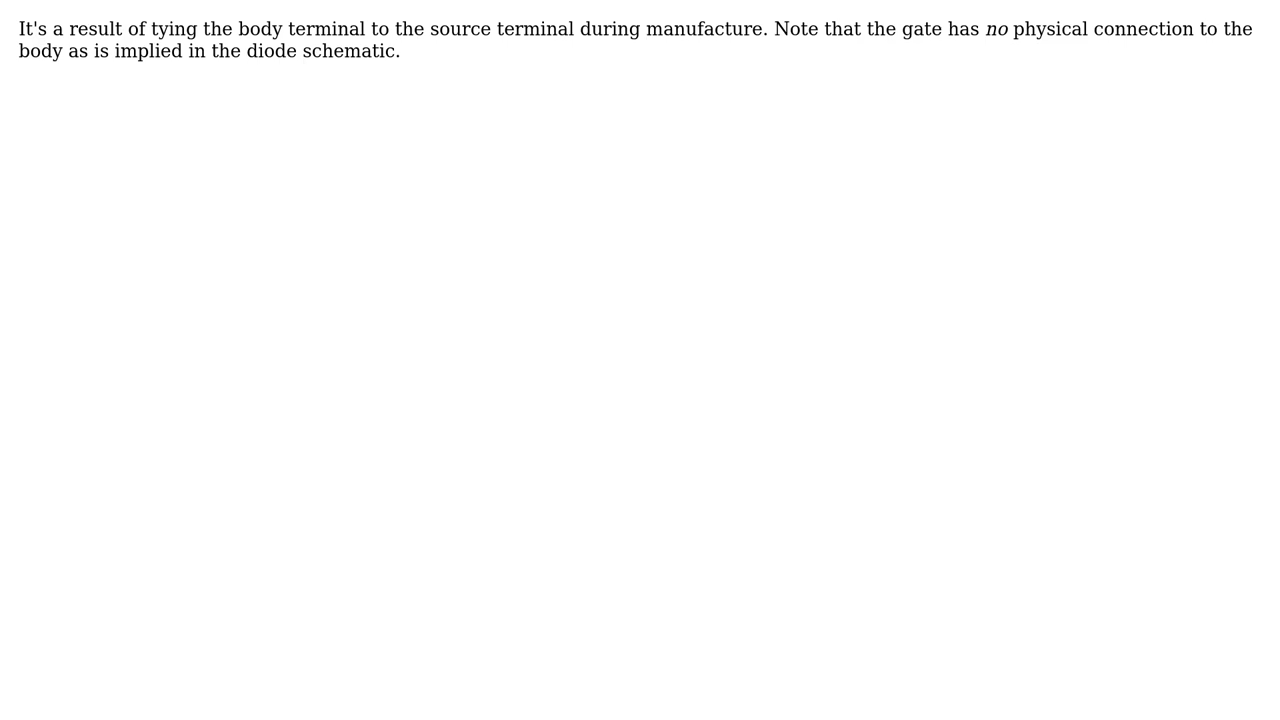 It's a result of tying the body terminal to the source terminal during manufacture. Note that the gate has no physical connection to the
body as is implied in the diode schematic.